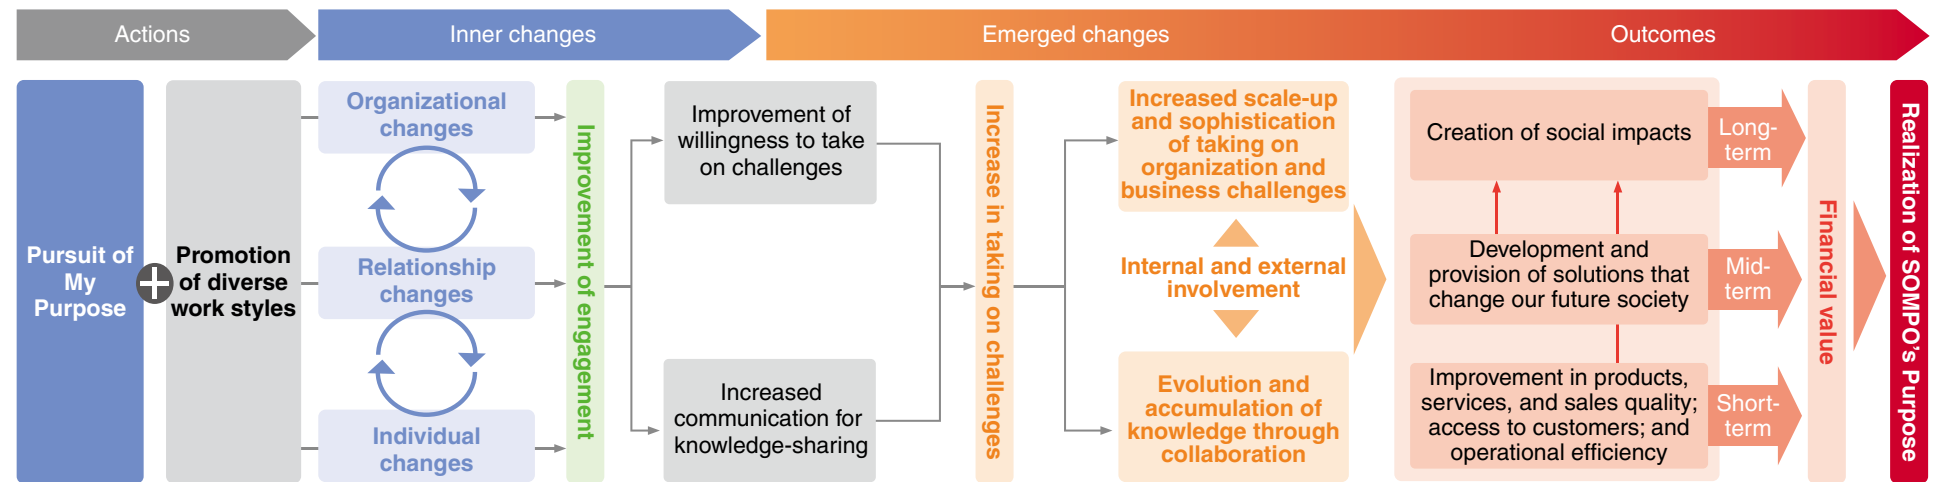 Actions
Inner changes
Emerged changes
Outcomes
Pursuit of
My
Purpose
Promotion
of diverse
work styles
Organizational
changes
Relationship
changes
Individual
changes
Improvement of engagement
Improvement of
willingness to take
on challenges
Increased
communication for
knowledge-sharing
Increase in taking on challenges
Increased scale-up
and sophistication
of taking on
organization and
business challenges
Internal and external
involvement
Evolution and
accumulation of
knowledge through
collaboration
Creation of social impacts
Development and
provision of solutions that
change our future society
Improvement in products,
services, and sales quality;
access to customers; and
operational efficiency
Long-
term
Mid-
term
Short-
term
Financial value
Realization of SOMPO's Purpose